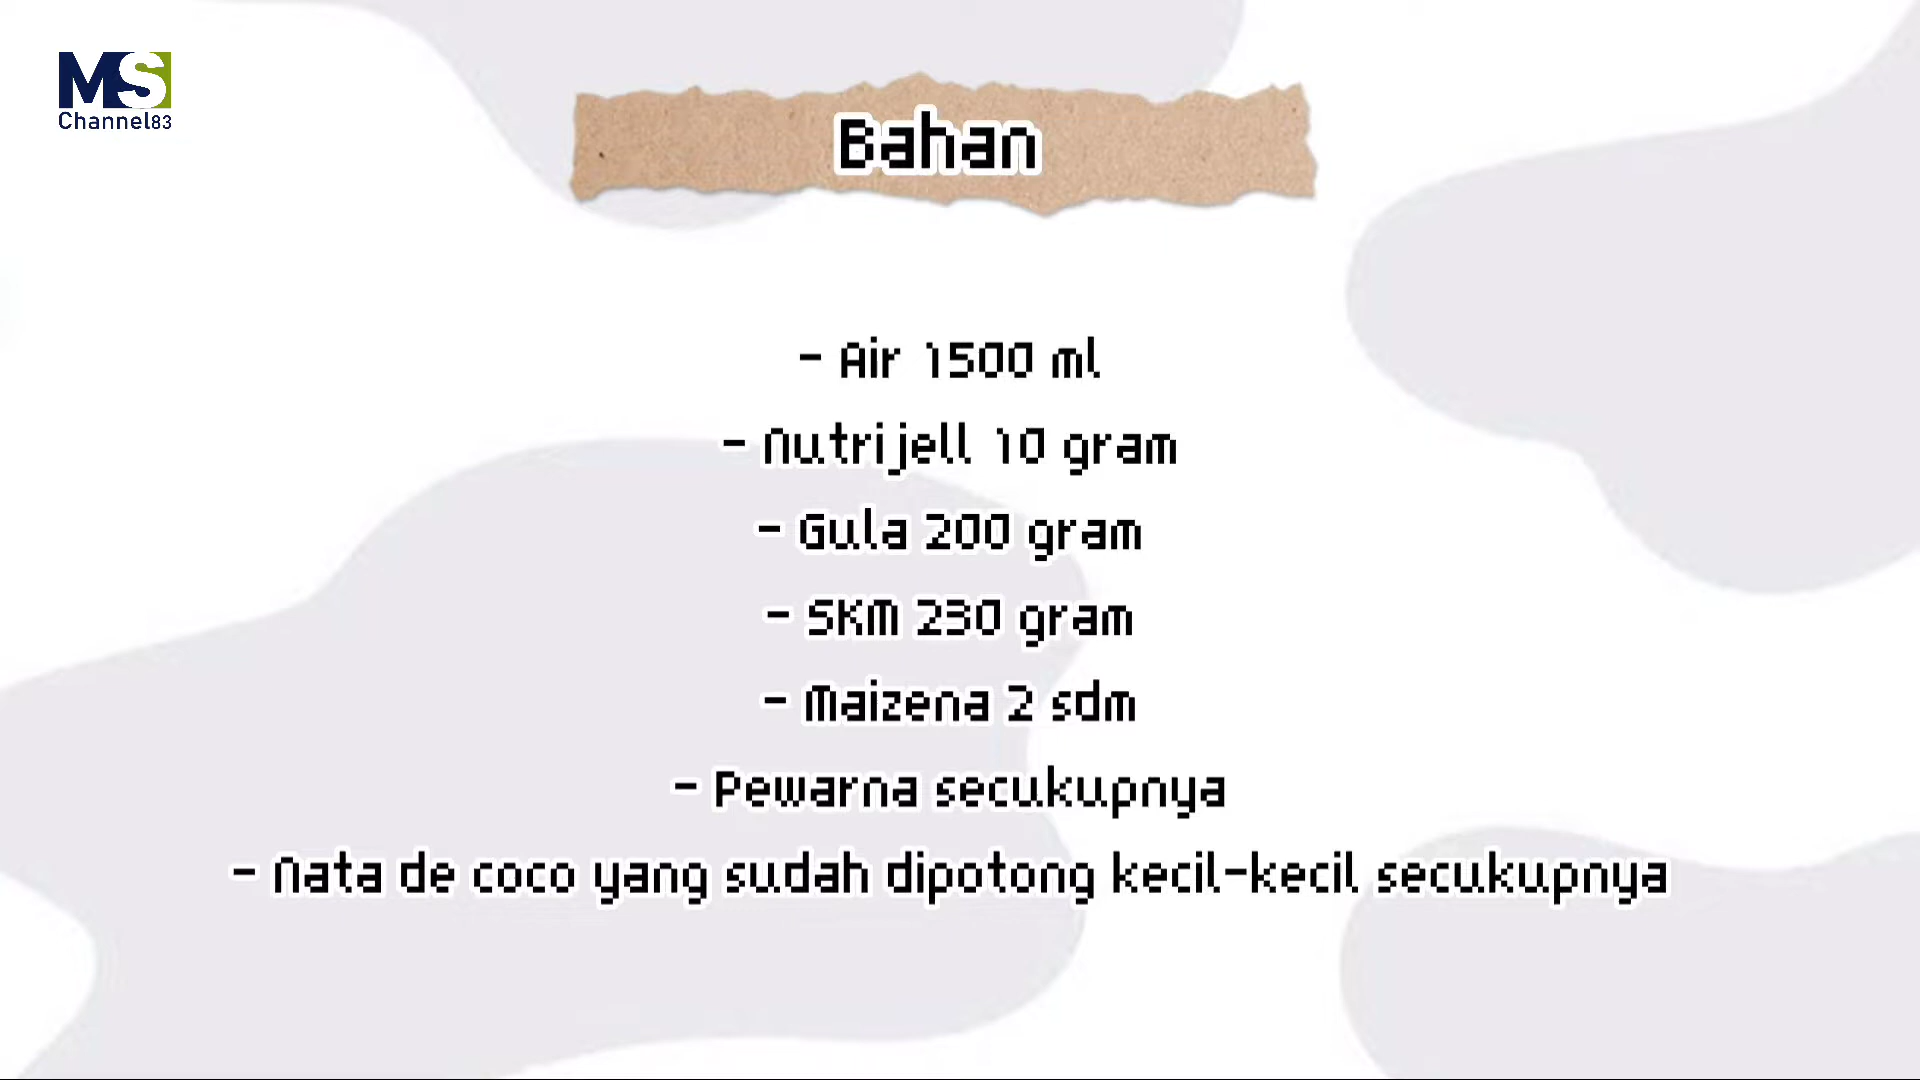 MS
Channel83
Bahan
- Air 1500 ml
- Nutrijell 10 gram
- Gula 200 gram
- SKM 230 gram
- Maizena 2 sdm
- Pewarna secukupnya
- Nata de coco yang sudah dipotong kecil-kecil secukupnya